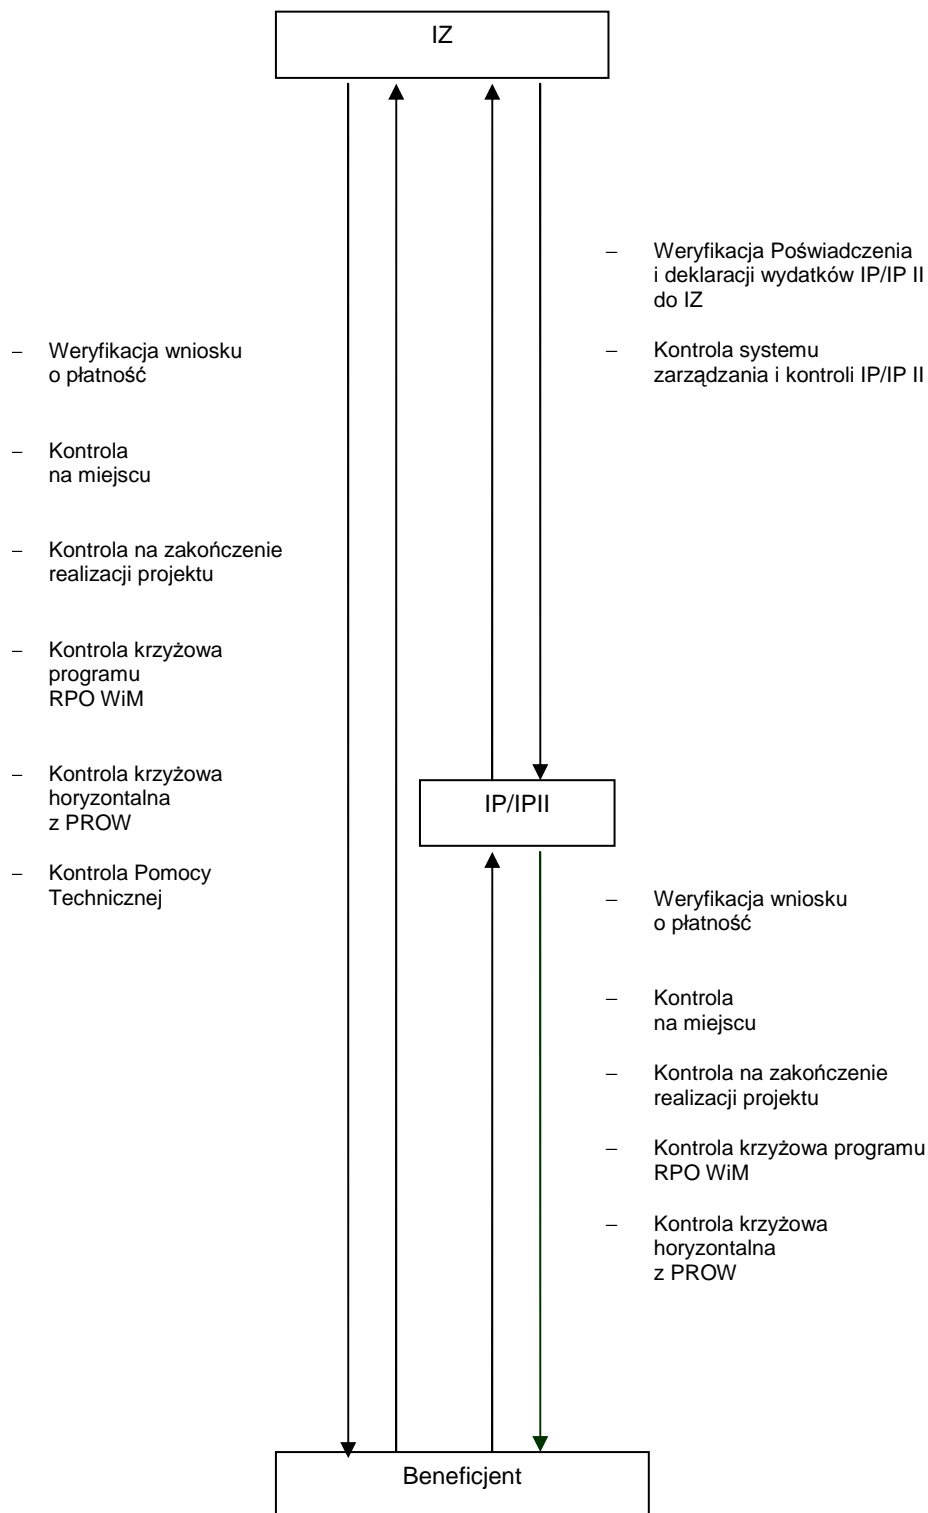 IZ
– Weryfikacja Poświadczenia
i deklaracji wydatków IP/IP II
do IZ
– Kontrola systemu
zarządzania i kontroli IP/IP II
– Weryfikacja wniosku
o płatność
– Kontrola
na miejscu
– Kontrola na zakończenie
realizacji projektu
– Kontrola krzyżowa
programu
RPO WiM
– Kontrola krzyżowa
horyzontalna
z PROW
– Kontrola Pomocy
Technicznej
IP/IPII
– Weryfikacja wniosku
o płatność
– Kontrola
na miejscu
– Kontrola na zakończenie
realizacji projektu
– Kontrola krzyżowa programu
RPO WiM
– Kontrola krzyżowa
horyzontalna
z PROW
Beneficjent